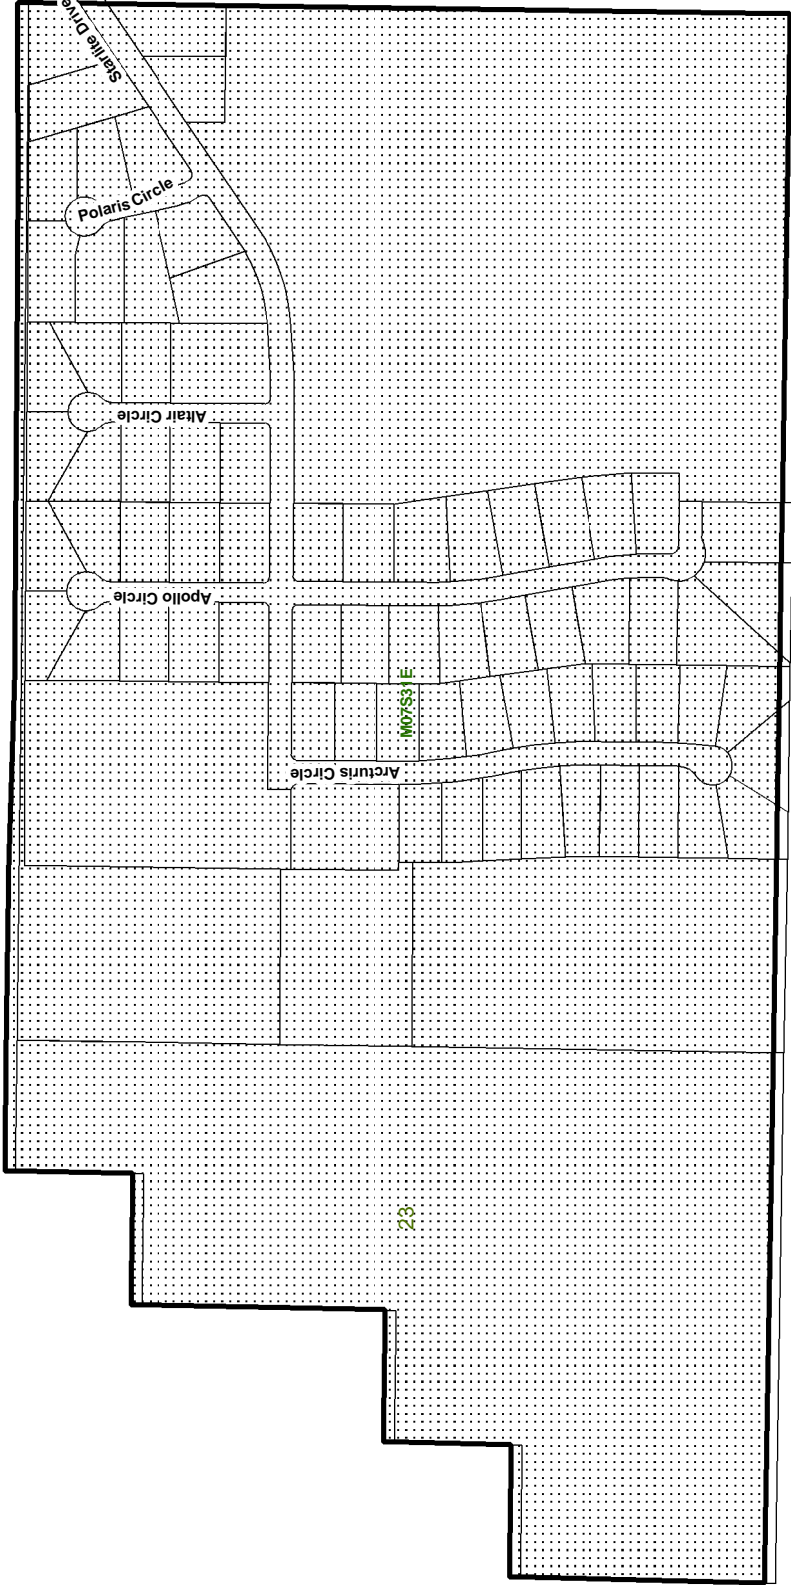 Starlite Drive
Polaris Circle
Altair Circle
Apollo Circle
M07S31E
Arcturis Circle
23